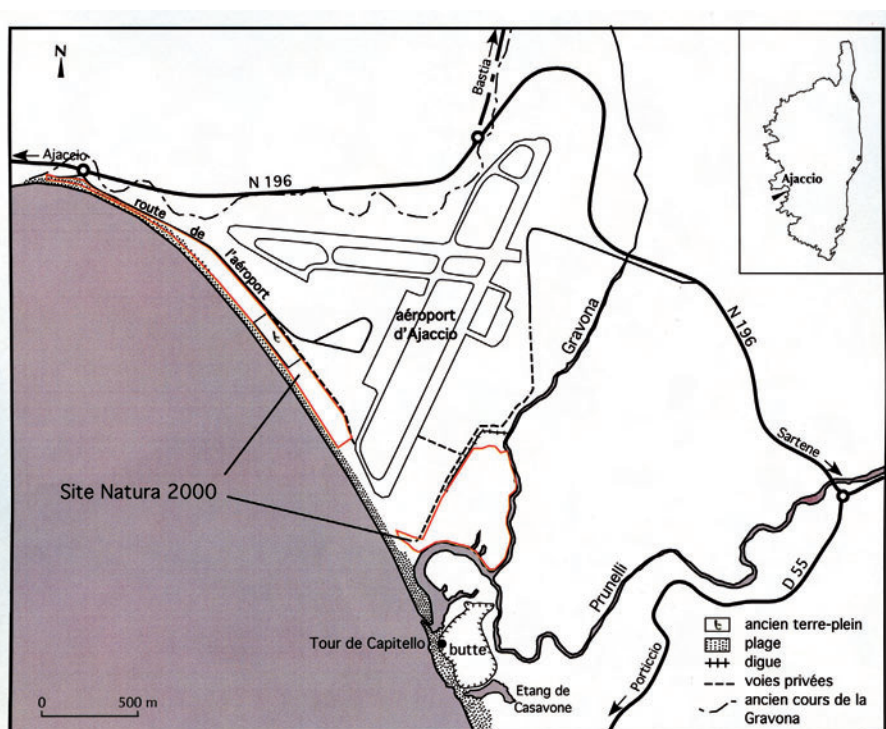 N
Bastia
Ajaccio
N 196
Ajaccio
route
de
l'aéroport
aéroport
d'Ajaccio
Gravona
N 196
t
Sartene
Site Natura 2000
Prunelli
D 55
Tour de Capitello
butte
Porticcio
Etang de
Casavone
0
500 m
t ancien terre-plein
plage
digue
voies privées
ancien cours de la
Gravona